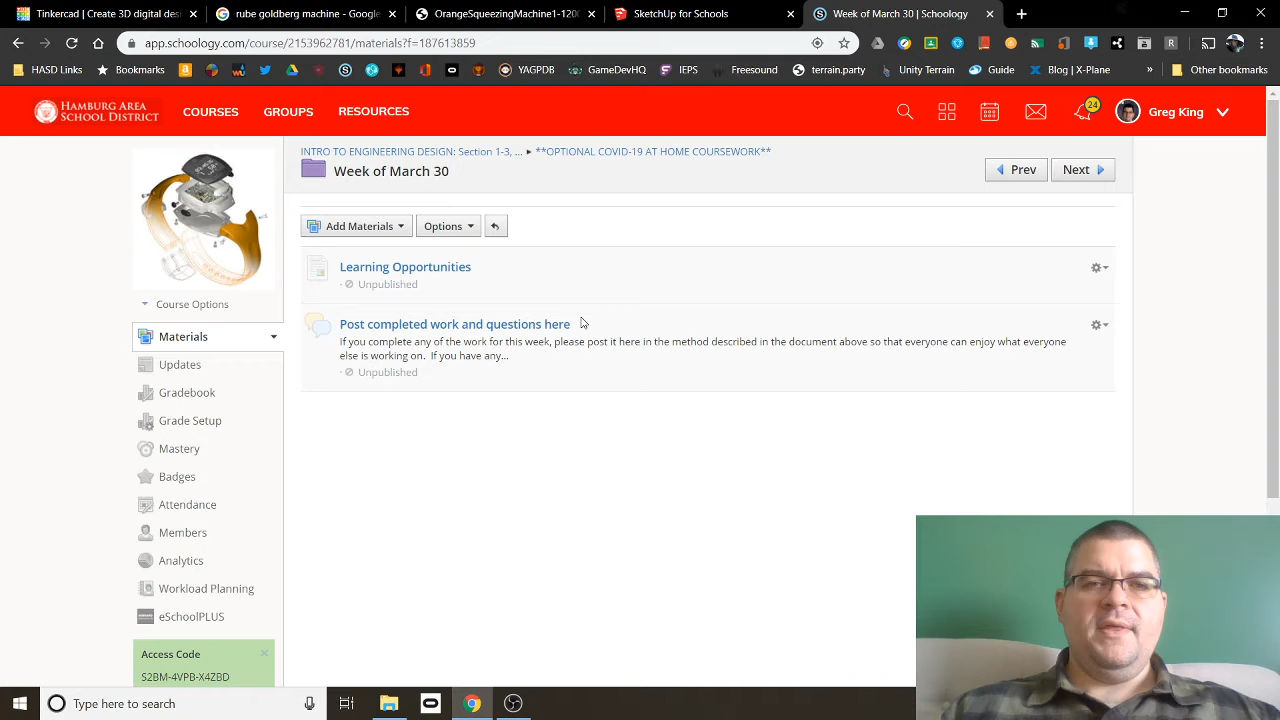 Tinkercad | Create 3D digital des
rube goldberg machine - Google
OrangeSqueezingMachine1-1200
SketchUp for Schools
Week of March 30 | Schoology
app.schoology.com/course/2153962781/materials?f=187613859
HASD Links
Bookmarks
YAGPDB
GameDevHQ
IEPS
Freesound
terrain.party
Unity Terrain
Guide
Blog | X-Plane
»
Other bookmarks
HAMBURG AREA
SCHOOL DISTRICT
COURSES
GROUPS
RESOURCES
24
Greg King
INTRO TO ENGINEERING DESIGN: Section 1-3, ... ▸ **OPTIONAL COVID-19 AT HOME COURSEWORK**
Week of March 30
Prev
Next
Add Materials
Options
Learning Opportunities
· Unpublished
Post completed work and questions here
If you complete any of the work for this week, please post it here in the method described in the document above so that everyone can enjoy what everyone
else is working on. If you have any...
· Unpublished
Course Options
Materials
Updates
Gradebook
Grade Setup
Mastery
Badges
Attendance
Members
Analytics
Workload Planning
eSchoolPLUS
Access Code
S2BM-4VPB-X4ZBD
Type here to search